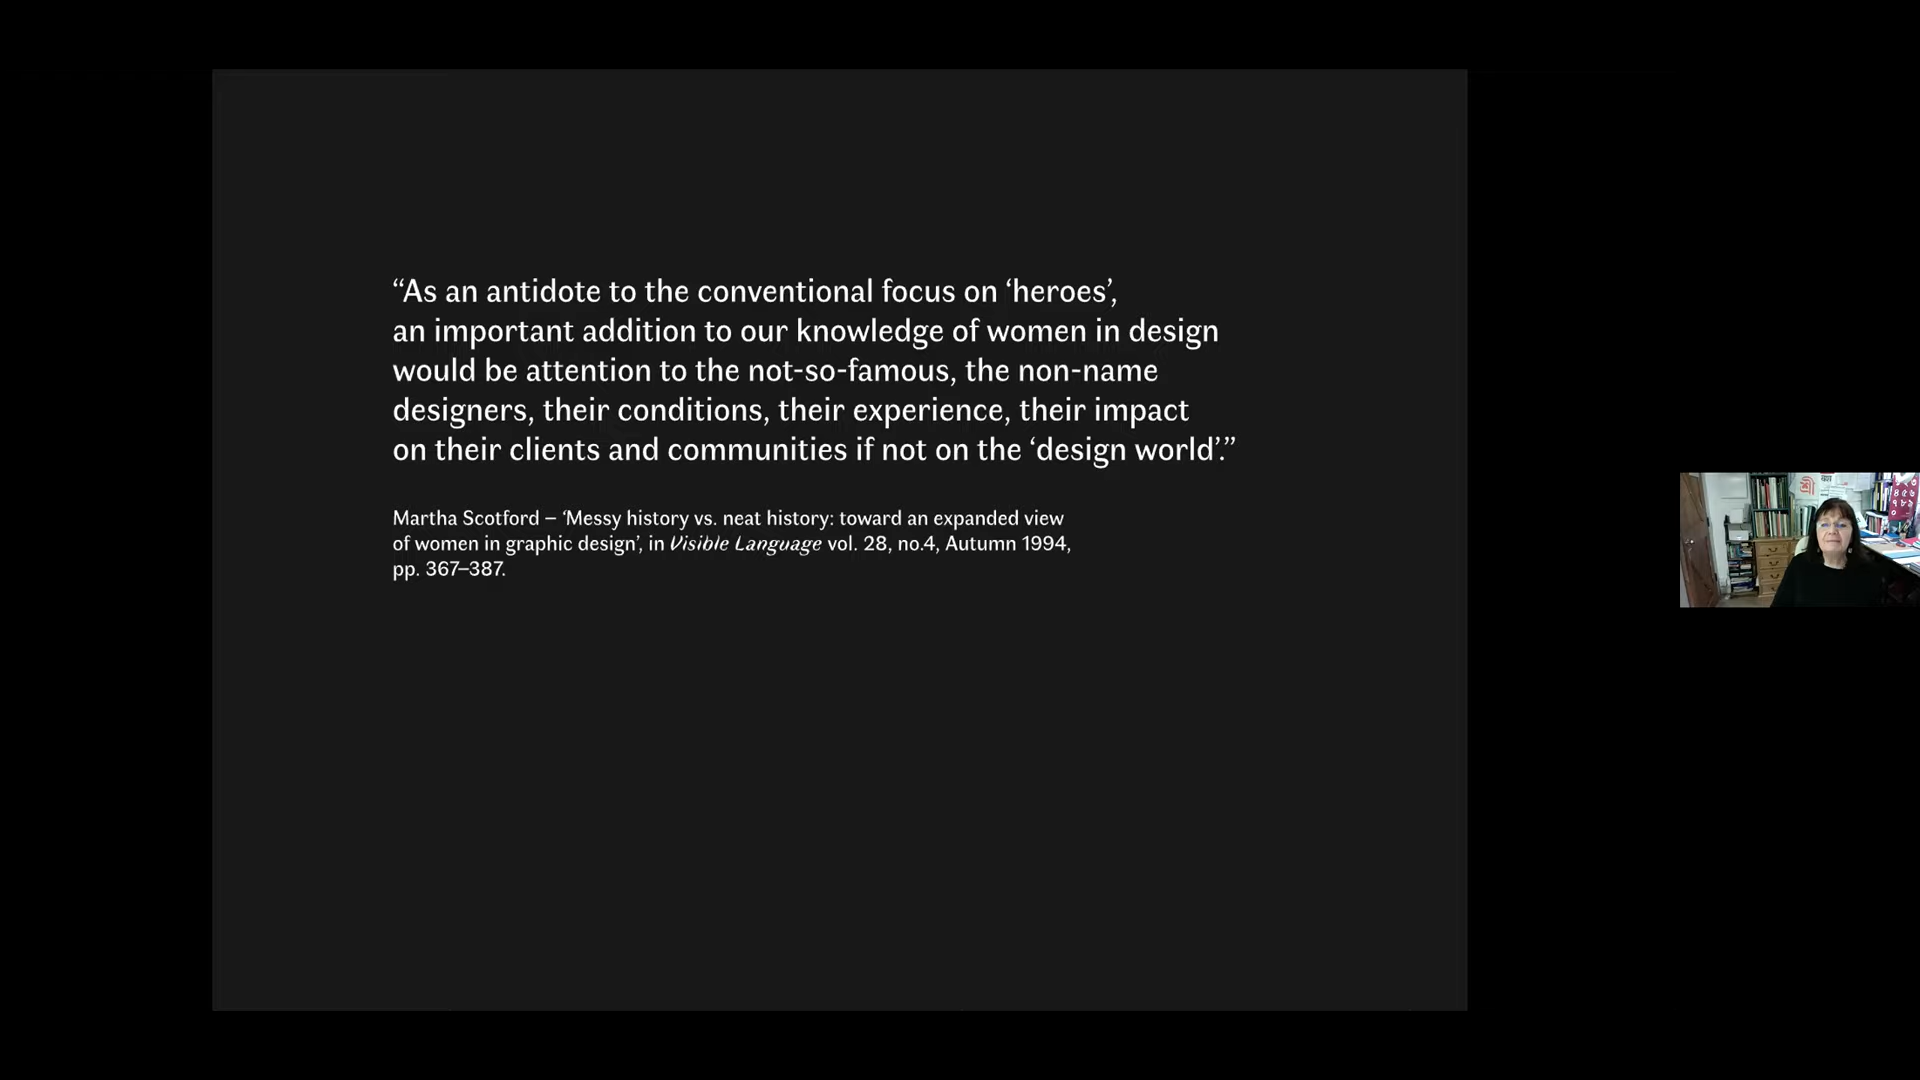 “As an antidote to the conventional focus on ‘heroes’,
an important addition to our knowledge of women in design
would be attention to the not-so-famous, the non-name
designers, their conditions, their experience, their impact
on their clients and communities if not on the ‘design world’.”
Martha Scotford – ‘Messy history vs. neat history: toward an expanded view
of women in graphic design’, in Visible Language vol. 28, no.4, Autumn 1994,
pp. 367–387.